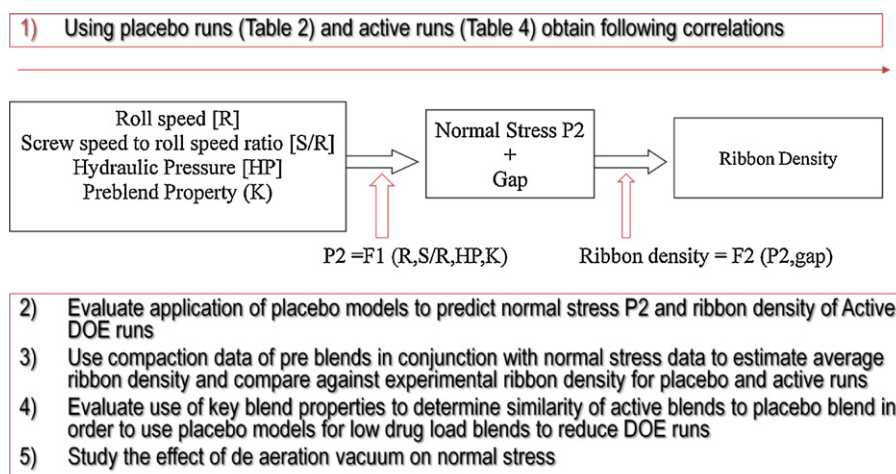 1) Using placebo runs (Table 2) and active runs (Table 4) obtain following correlations
Roll speed [R]
Screw speed to roll speed ratio [S/R]
Hydraulic Pressure [HP]
Preblend Property (K)
Normal Stress P2
+
Gap
Ribbon Density
P2 =F1 (R,S/R,HP,K)
Ribbon density = F2 (P2,gap)
2) Evaluate application of placebo models to predict normal stress P2 and ribbon density of Active
DOE runs
3) Use compaction data of pre blends in conjunction with normal stress data to estimate average
ribbon density and compare against experimental ribbon density for placebo and active runs
4) Evaluate use of key blend properties to determine similarity of active blends to placebo blend in
order to use placebo models for low drug load blends to reduce DOE runs
5) Study the effect of de aeration vacuum on normal stress